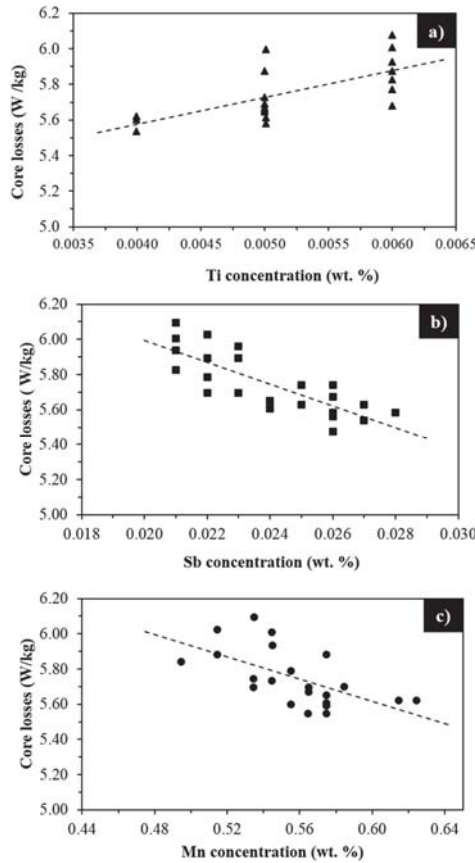 a)
6.2
6.0
5.8
5.6
5.4
5.2
5.0
Core losses (W /kg)
0.0035 0.0040 0.0045 0.0050 0.0055 0.0060 0.0065
Ti concentration (wt. %)
b)
6.20
6.00
5.80
5.60
5.40
5.20
5.00
Core losses ( W/kg)
0.018 0.020 0.022 0.024 0.026 0.028 0.030
Sb concentration (wt. %)
c)
6.20
6.00
5.80
5.60
5.40
5.20
5.00
Core losses (W/kg)
0.44 0.48 0.52 0.56 0.60 0.64
Mn concentration (wt. %)